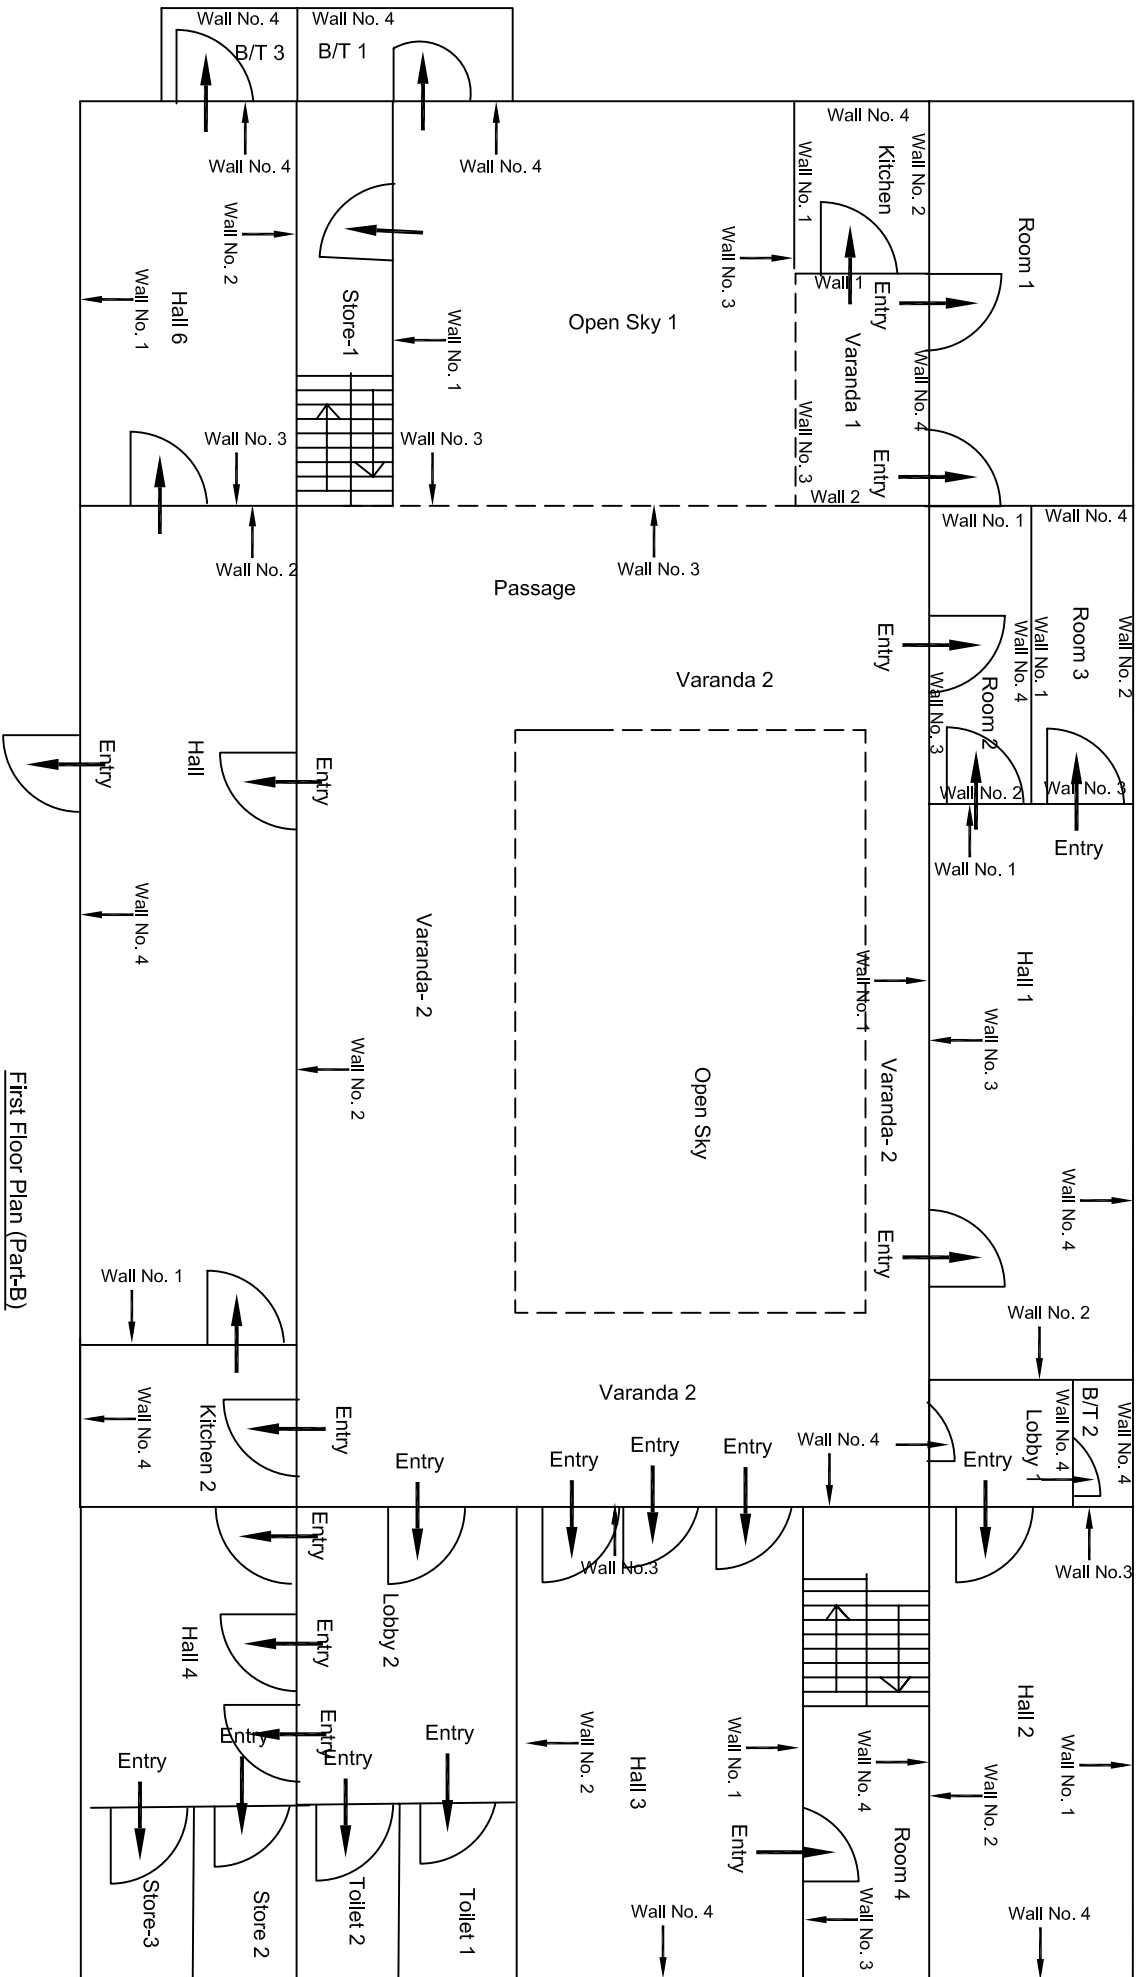 Wall No. 4
Wall No. 4
B/T 3
B/T 1
Wall No. 4
Wall No. 4
Wall No. 4
Wall No. 1
Kitchen
Wall No. 2
Room 1
Wall No. 2
Wall No. 3
Wall 1
Entry
Wall No. 1
Hall 6
Store-1
Wall No. 1
Open Sky 1
Varanda 1
Wall No. 4
Wall No. 3
Wall No. 3
Wall No. 3
Entry
Wall 2
Wall No. 1
Wall No. 4
Wall No. 2
Wall No. 3
Passage
Entry
Wall No. 4
Wall No. 1
Room 3
Wall No. 2
Varanda 2
Wall No. 3
Room 2
Entry
Hall
Entry
Wall No. 2
Wall No. 3
Entry
Wall No. 1
Wall No. 4
Varanda- 2
Wall No. 1
Hall 1
Wall No. 3
Wall No. 2
Open Sky
Varanda- 2
Wall No. 4
Entry
First Floor Plan (Part-B)
Wall No. 1
Wall No. 2
Varanda 2
Wall No. 4
Kitchen 2
Entry
Wall No. 4
Lobby 1
Wall No. 4
B/T 2
Wall No. 4
Entry
Entry
Entry
Entry
Entry
Entry
Wall No.3
Wall No.3
Lobby 2
Hall 4
Entry
Hall 2
Entry
Entry
Entry
Entry
Entry
Wall No. 2
Hall 3
Wall No. 1
Wall No. 4
Wall No. 2
Wall No. 1
Entry
Room 4
Store-3
Store 2
Toilet 2
Toilet 1
Wall No. 4
Wall No. 3
Wall No. 4